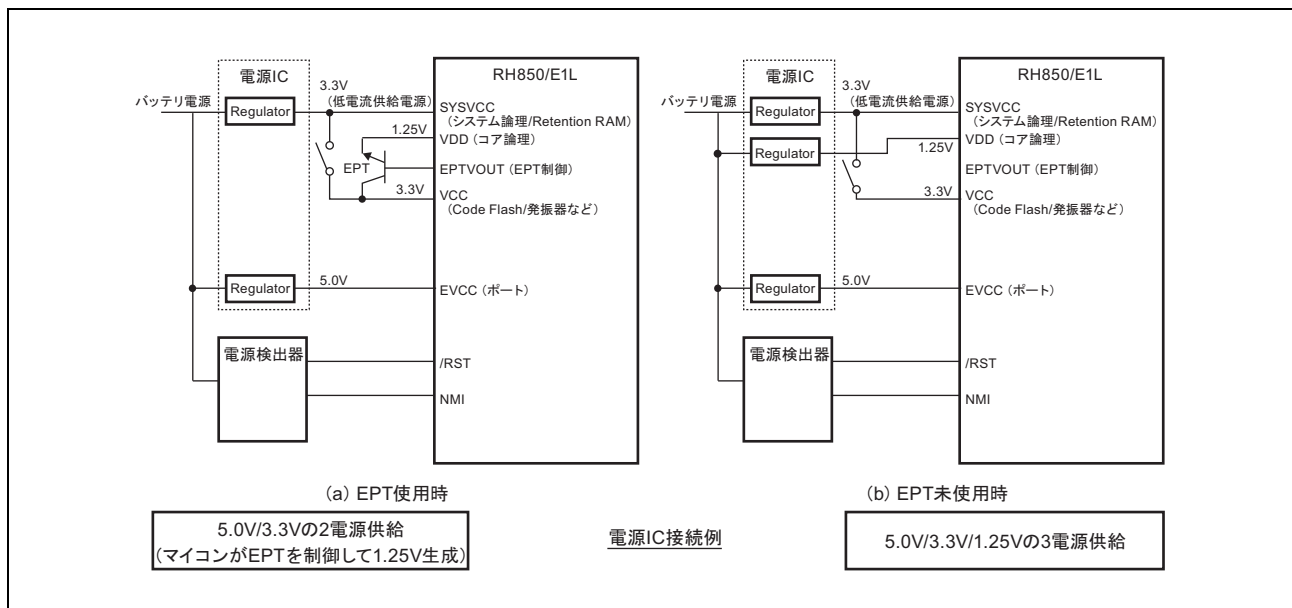 電源IC
RH850/E1L
バッテリ電源
Regulator
3.3V
(低電流供給電源)
SYSVCC
(システム論理/Retention RAM)
1.25V
VDD (コア論理)
EPT
EPTVOUT (EPT制御)
3.3V
VCC
(Code Flash/発振器など)
Regulator
5.0V
EVCC (ポート)
電源検出器
/RST
NMI
(a) EPT使用時
5.0V/3.3Vの2電源供給
(マイコンがEPTを制御して1.25V生成)
電源IC接続例
電源IC
RH850/E1L
バッテリ電源
Regulator
3.3V
(低電流供給電源)
SYSVCC
(システム論理/Retention RAM)
Regulator
VDD (コア論理)
1.25V
EPTVOUT (EPT制御)
3.3V
VCC
(Code Flash/発振器など)
Regulator
5.0V
EVCC (ポート)
電源検出器
/RST
NMI
(b) EPT未使用時
5.0V/3.3V/1.25Vの3電源供給